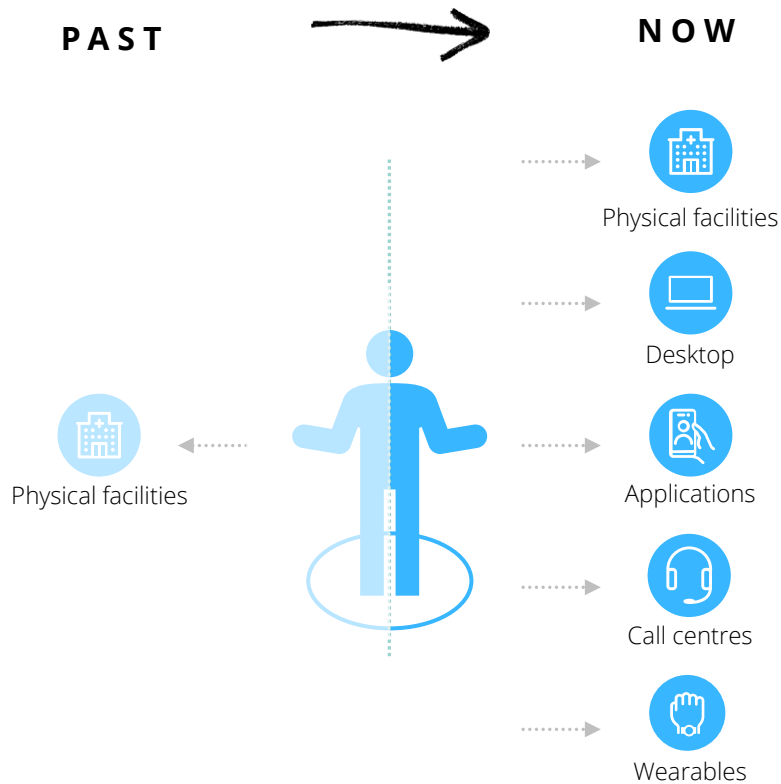 PAST
NOW
Physical facilities
Desktop
Physical facilities
Applications
Call centres
Wearables